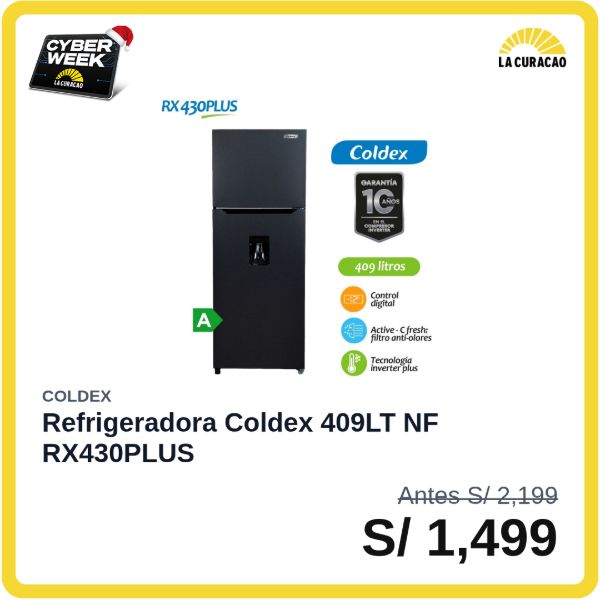 CYBER
WEEK
LA CURACAO
LA CURACAO
RX430PLUS
Coldex
GARANTÍA
10 AÑOS
EN EL
COMPRESOR
INVERTER
409 litros
Control
digital
Active - C fresh:
filtro anti-olores
Tecnología
inverter plus
A
COLDEX
Refrigeradora Coldex 409LT NF
RX430PLUS
Antes S/ 2,199
S/ 1,499